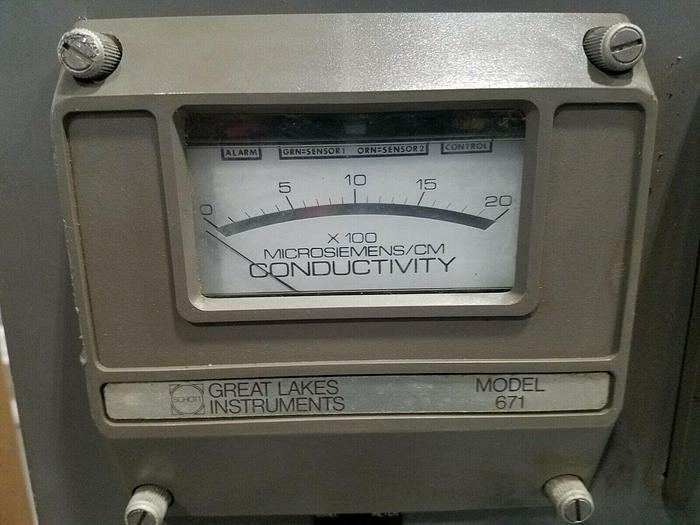 ALARM GRN=SENSOR1 ORN=SENSOR2 CONTROL
0 5 10 15 20
X 100
MICROSIEMENS/CM
CONDUCTIVITY
SCHOTT
GREAT LAKES
INSTRUMENTS
MODEL
671